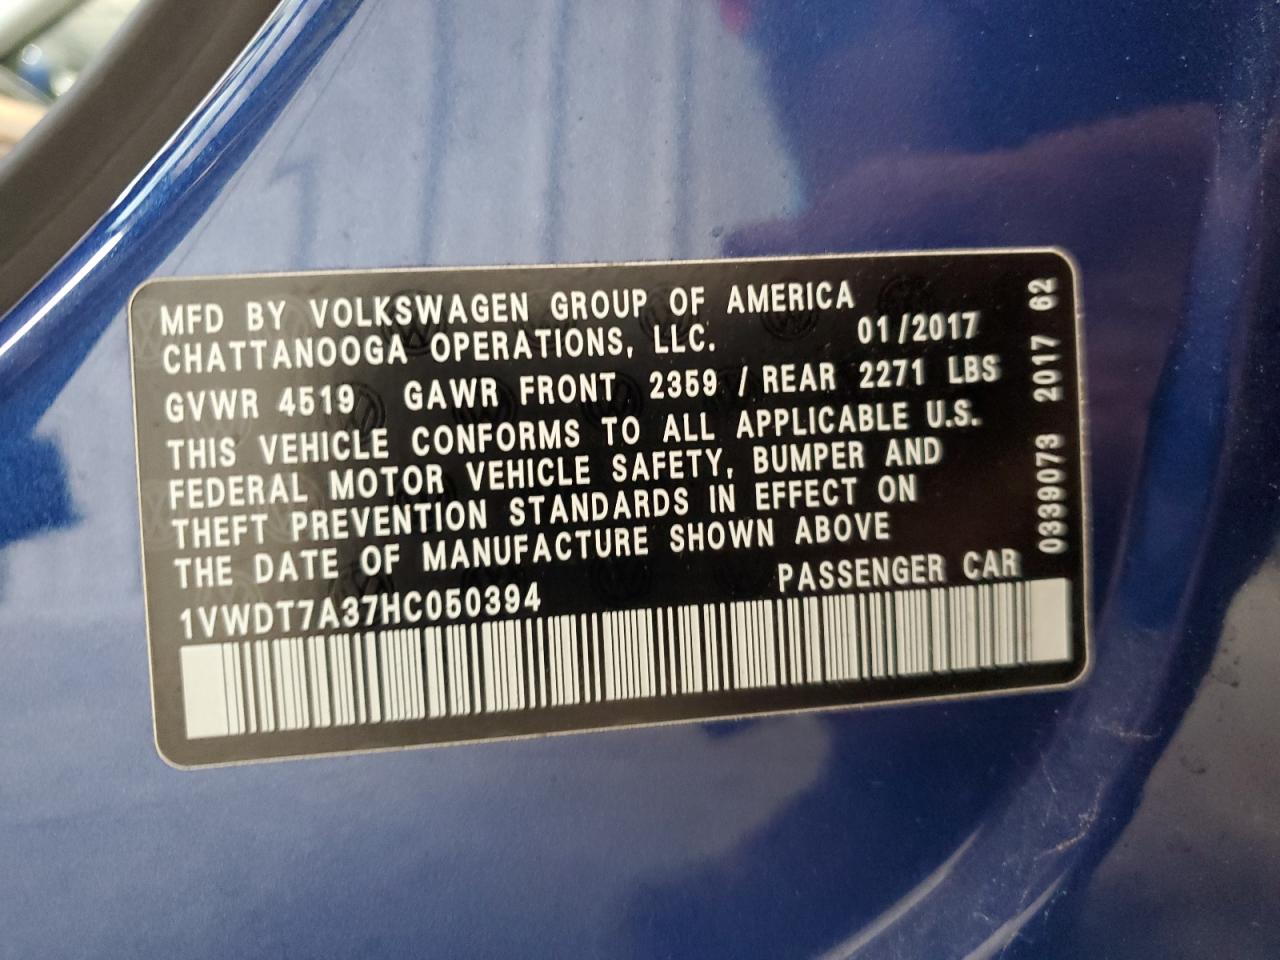 MFD BY VOLKSWAGEN GROUP OF AMERICA
CHATTANOOGA OPERATIONS, LLC. 01/2017
GVWR 4519 GAWR FRONT 2359 / REAR 2271 LBS
THIS VEHICLE CONFORMS TO ALL APPLICABLE U.S.
FEDERAL MOTOR VEHICLE SAFETY, BUMPER AND
THEFT PREVENTION STANDARDS IN EFFECT ON
THE DATE OF MANUFACTURE SHOWN ABOVE
PASSENGER CAR
1VWDT7A37HC050394
0339073 2017 62